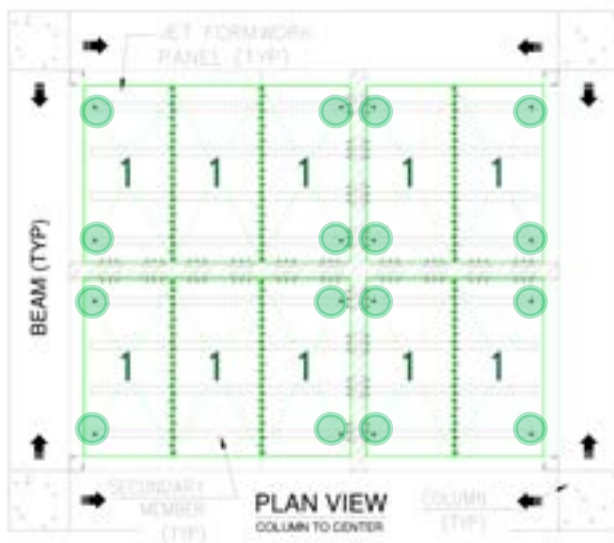 JET FORMWORK
PANEL (TYP)
1 1 1 1 1
BEAM (TYP)
1 1 1 1 1
SECUNDARY
MEMBER
(TYP)
PLAN VIEW
COLUMN TO CENTER
COLUMN
(TYP)